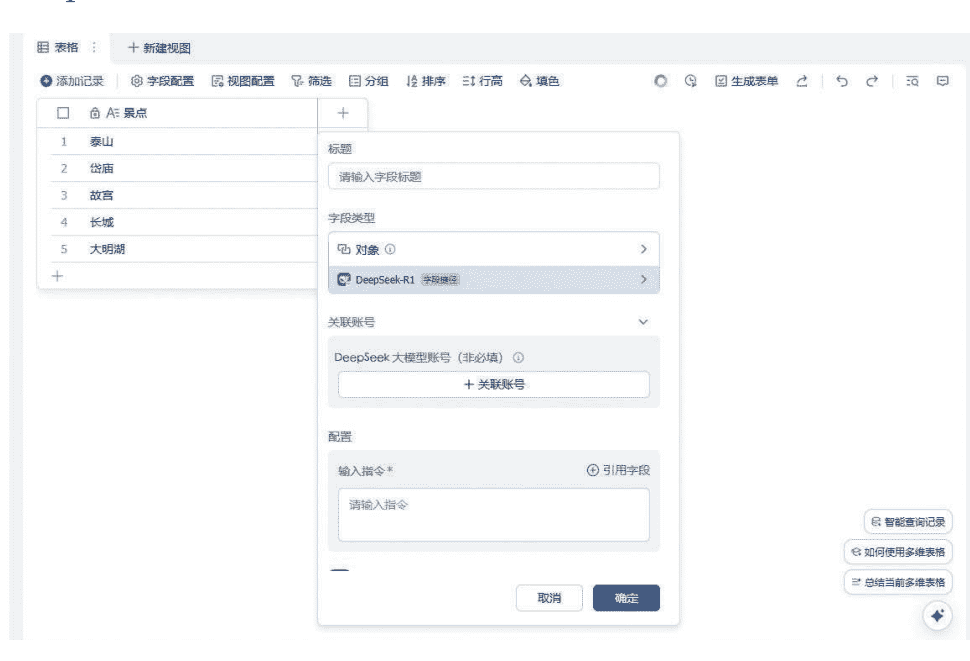 表格 新建视图
添加记录 字段配置 视图配置 筛选 分组 排序 行高 填色 生成表单
景点
1 泰山
2 岱庙
3 故宫
4 长城
5 大明湖
标题
请输入字段标题
字段类型
对象
DeepSeek-R1 字段捷径
关联账号
DeepSeek 大模型账号（非必填）
+ 关联账号
配置
输入指令* 引用字段
请输入指令
取消 确定
智能查询记录
如何使用多维表格
总结当前多维表格